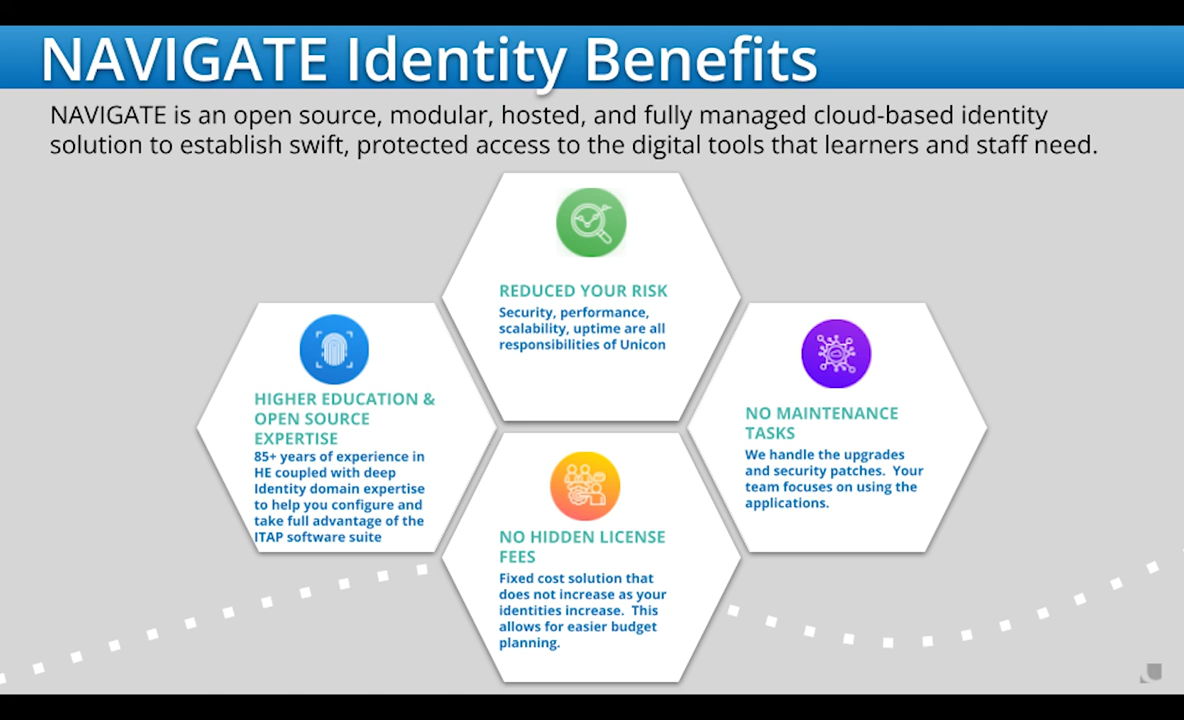 NAVIGATE Identity Benefits
NAVIGATE is an open source, modular, hosted, and fully managed cloud-based identity
solution to establish swift, protected access to the digital tools that learners and staff need.
REDUCED YOUR RISK
Security, performance,
scalability, uptime are all
responsibilities of Unicon
HIGHER EDUCATION &
OPEN SOURCE
EXPERTISE
85+ years of experience in
HE coupled with deep
Identity domain expertise
to help you configure and
take full advantage of the
ITAP software suite
NO MAINTENANCE
TASKS
We handle the upgrades
and security patches.  Your
team focuses on using the
applications.
NO HIDDEN LICENSE
FEES
Fixed cost solution that
does not increase as your
identities increase.  This
allows for easier budget
planning.